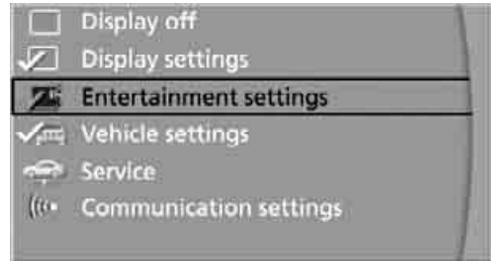 Display off
Display settings
Entertainment settings
Vehicle settings
Service
Communication settings